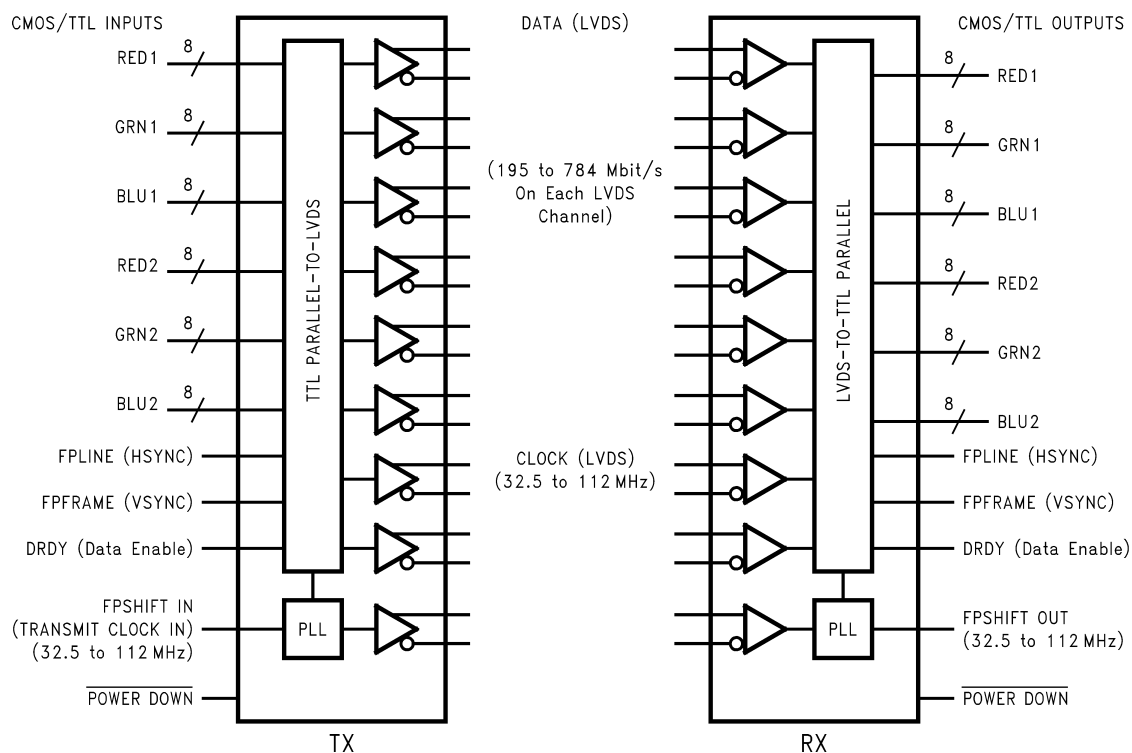 CMOS/TTL INPUTS
DATA (LVDS)
CMOS/TTL OUTPUTS
8
RED1
8
GRN1
8
BLU1
8
RED2
8
GRN2
8
BLU2
FPLINE (HSYNC)
FPFRAME (VSYNC)
DRDY (Data Enable)
FPSHIFT IN
(TRANSMIT CLOCK IN)
(32.5 to 112 MHz)
POWER DOWN
TTL PARALLEL-TO-LVDS
PLL
TX
(195 to 784 Mbit/s
On Each LVDS
Channel)
CLOCK (LVDS)
(32.5 to 112 MHz)
LVDS-TO-TTL PARALLEL
PLL
RX
8
RED1
8
GRN1
8
BLU1
8
RED2
8
GRN2
8
BLU2
FPLINE (HSYNC)
FPFRAME (VSYNC)
DRDY (Data Enable)
FPSHIFT OUT
(32.5 to 112 MHz)
POWER DOWN